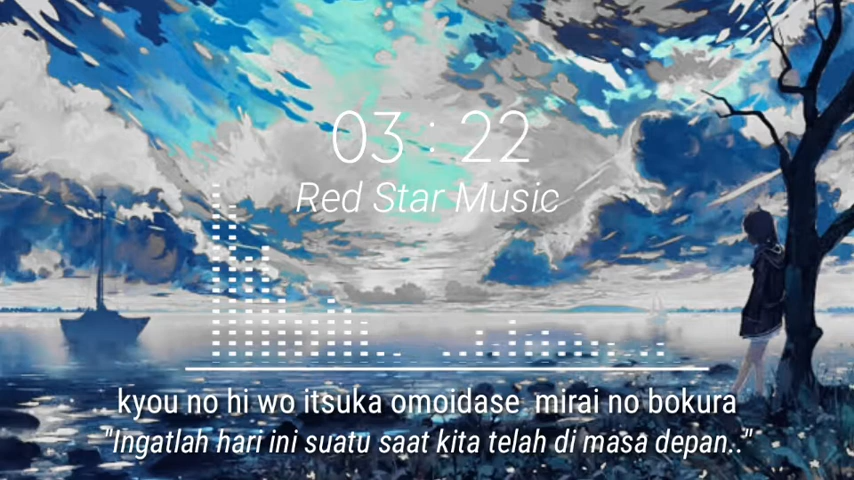 03 : 22
Red Star Music
kyou no hi wo itsuka omoidase mirai no bokura
"Ingatlah hari ini suatu saat kita telah di masa depan.."